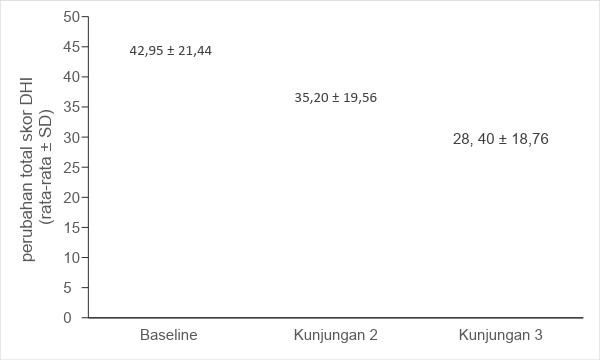 perubahan total skor DHI
(rata-rata ± SD)
50
45
40
35
30
25
20
15
10
5
0
42,95 ± 21,44
35,20 ± 19,56
28, 40 ± 18,76
Baseline
Kunjungan 2
Kunjungan 3